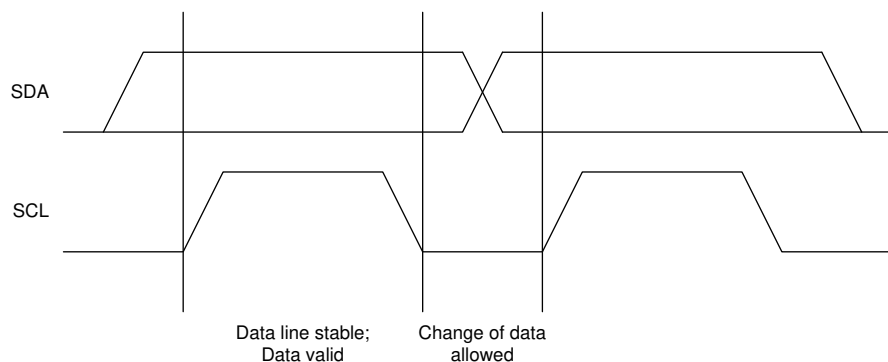 SDA
SCL
Data line stable;
Data valid
Change of data
allowed